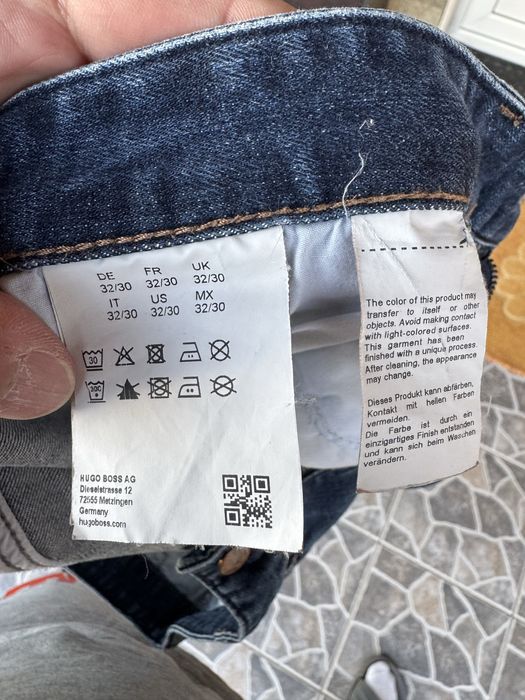 DE FR UK
32/30 32/30 32/30
IT US MX
32/30 32/30 32/30
30
300
HUGO BOSS AG
Dieselstrasse 12
72555 Metzingen
Germany
hugoboss.com
The color of this product may
transfer to itself or other
objects. Avoid making contact
with light-colored surfaces.
This garment has been
finished with a unique process.
After cleaning, the appearance
may change.
Dieses Produkt kann abfärben,
Kontakt mit hellen Farben
vermeiden.
Die Farbe ist durch ein
einzigartiges Finish entstanden
und kann sich beim Waschen
verändern.